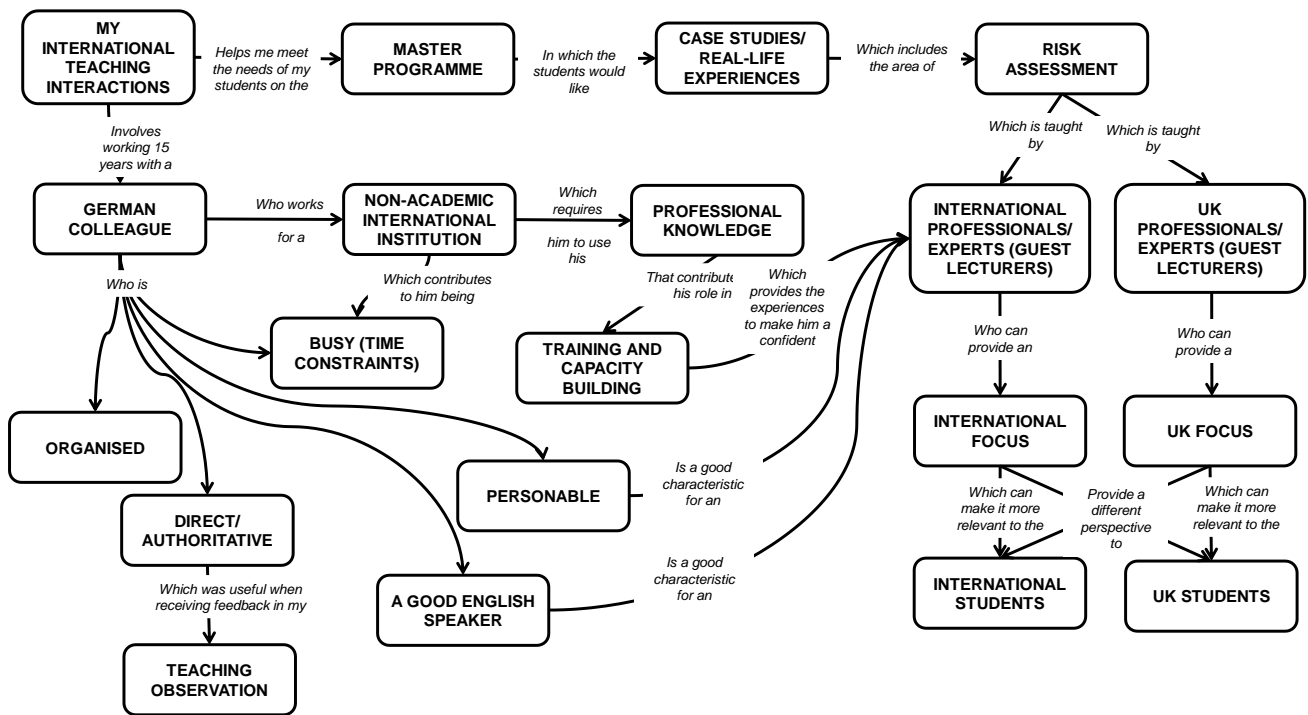 MY
INTERNATIONAL
TEACHING
INTERACTIONS
Helps me meet
the needs of my
students on the
MASTER
PROGRAMME
In which the
students would
like
CASE STUDIES/
REAL-LIFE
EXPERIENCES
Which includes
the area of
RISK
ASSESSMENT
Involves
working 15
years with a
Which is taught
by
Which is taught
by
GERMAN
COLLEAGUE
Who works
for a
NON-ACADEMIC
INTERNATIONAL
INSTITUTION
Which
requires
him to use
his
PROFESSIONAL
KNOWLEDGE
INTERNATIONAL
PROFESSIONALS/
EXPERTS (GUEST
LECTURERS)
UK
PROFESSIONALS/
EXPERTS (GUEST
LECTURERS)
Who is
Which contributes
to him being
That contribute
his role in
Which
provides the
experiences
to make him a
confident
BUSY (TIME
CONSTRAINTS)
TRAINING AND
CAPACITY
BUILDING
Who can
provide an
Who can
provide a
ORGANISED
INTERNATIONAL
FOCUS
UK FOCUS
PERSONABLE
Is a good
characteristic
for an
Which can
make it more
relevant to the
Provide a
different
perspective
to
Which can
make it more
relevant to the
DIRECT/
AUTHORITATIVE
Is a good
characteristic
for an
Which was useful when
receiving feedback in my
A GOOD ENGLISH
SPEAKER
INTERNATIONAL
STUDENTS
UK STUDENTS
TEACHING
OBSERVATION